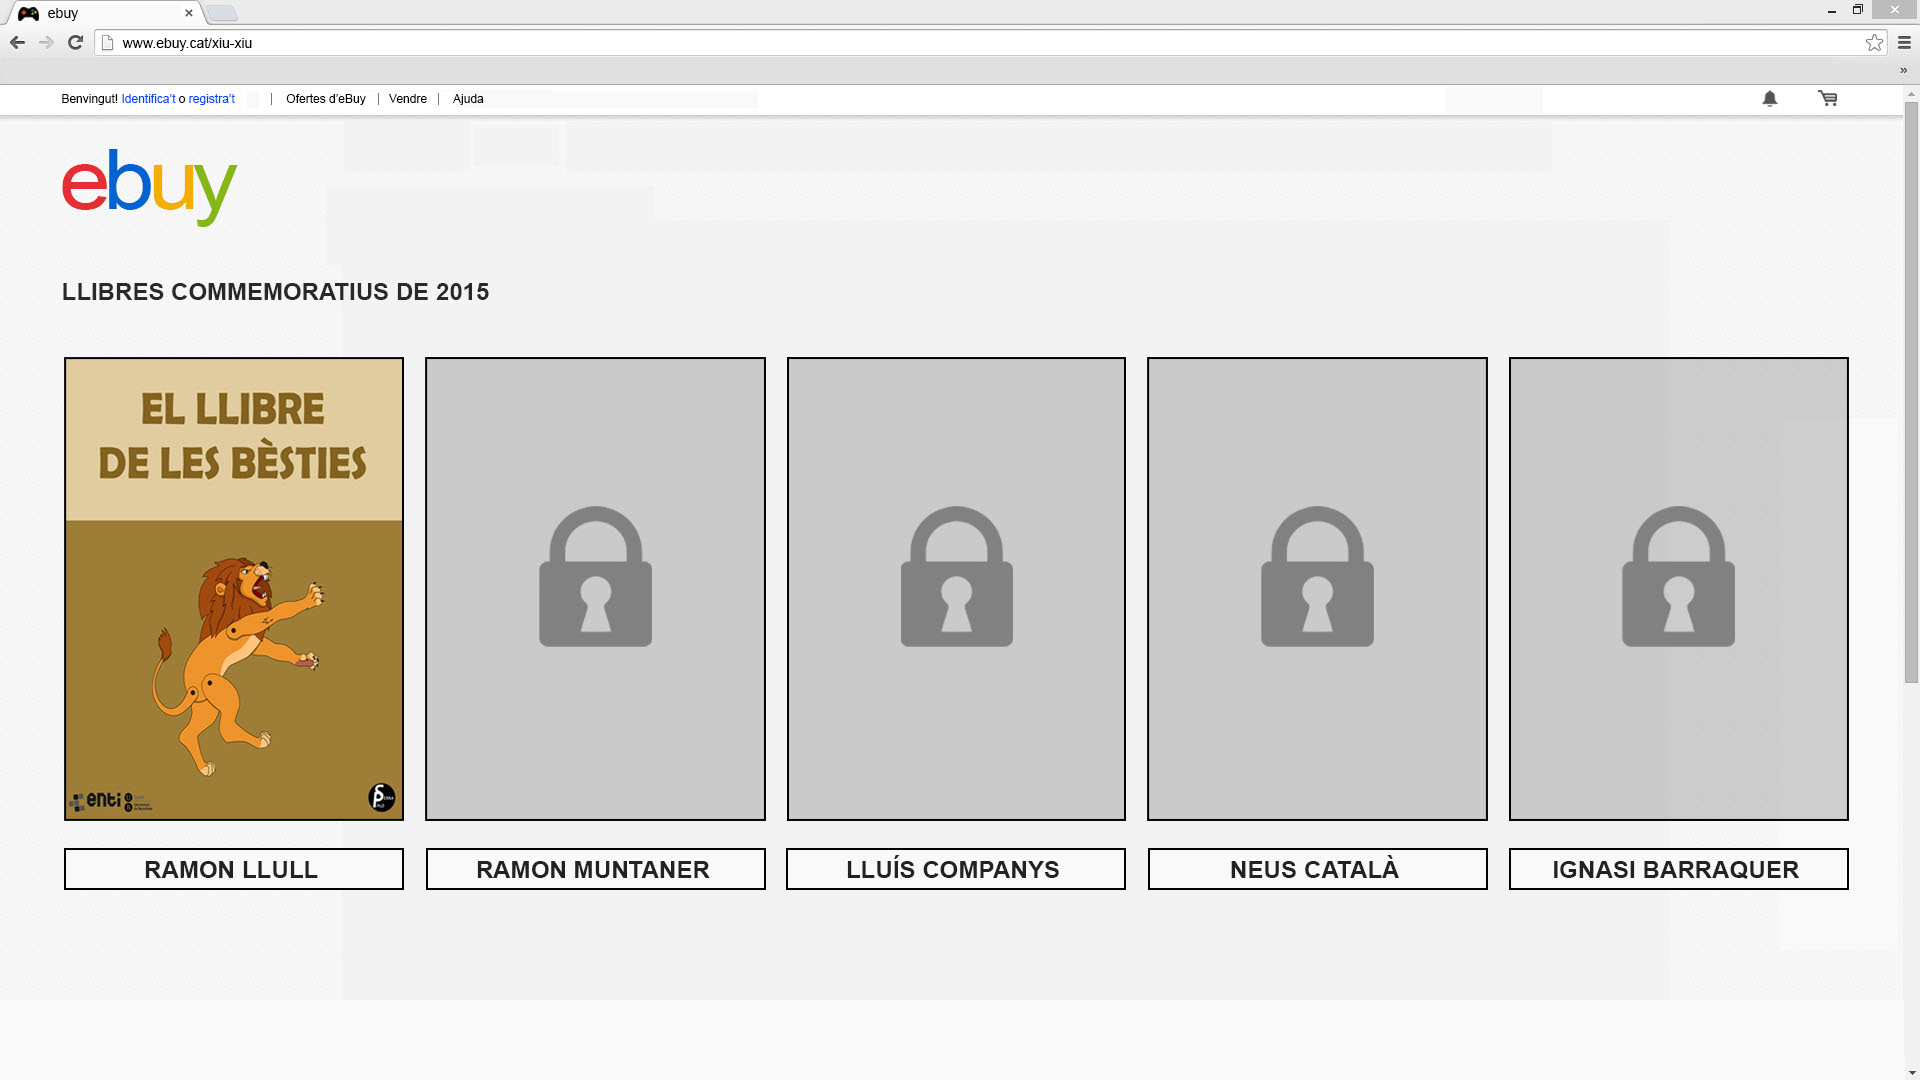 ebuy
www.ebuy.cat/xiu-xiu
»
Benvingut! Identifica't o registra't | Ofertes d'eBuy | Vendre | Ajuda
ebuy
LLIBRES COMMEMORATIUS DE 2015
EL LLIBRE
DE LES BÈSTIES
enti
RAMON LLULL
RAMON MUNTANER
LLUÍS COMPANYS
NEUS CATALÀ
IGNASI BARRAQUER